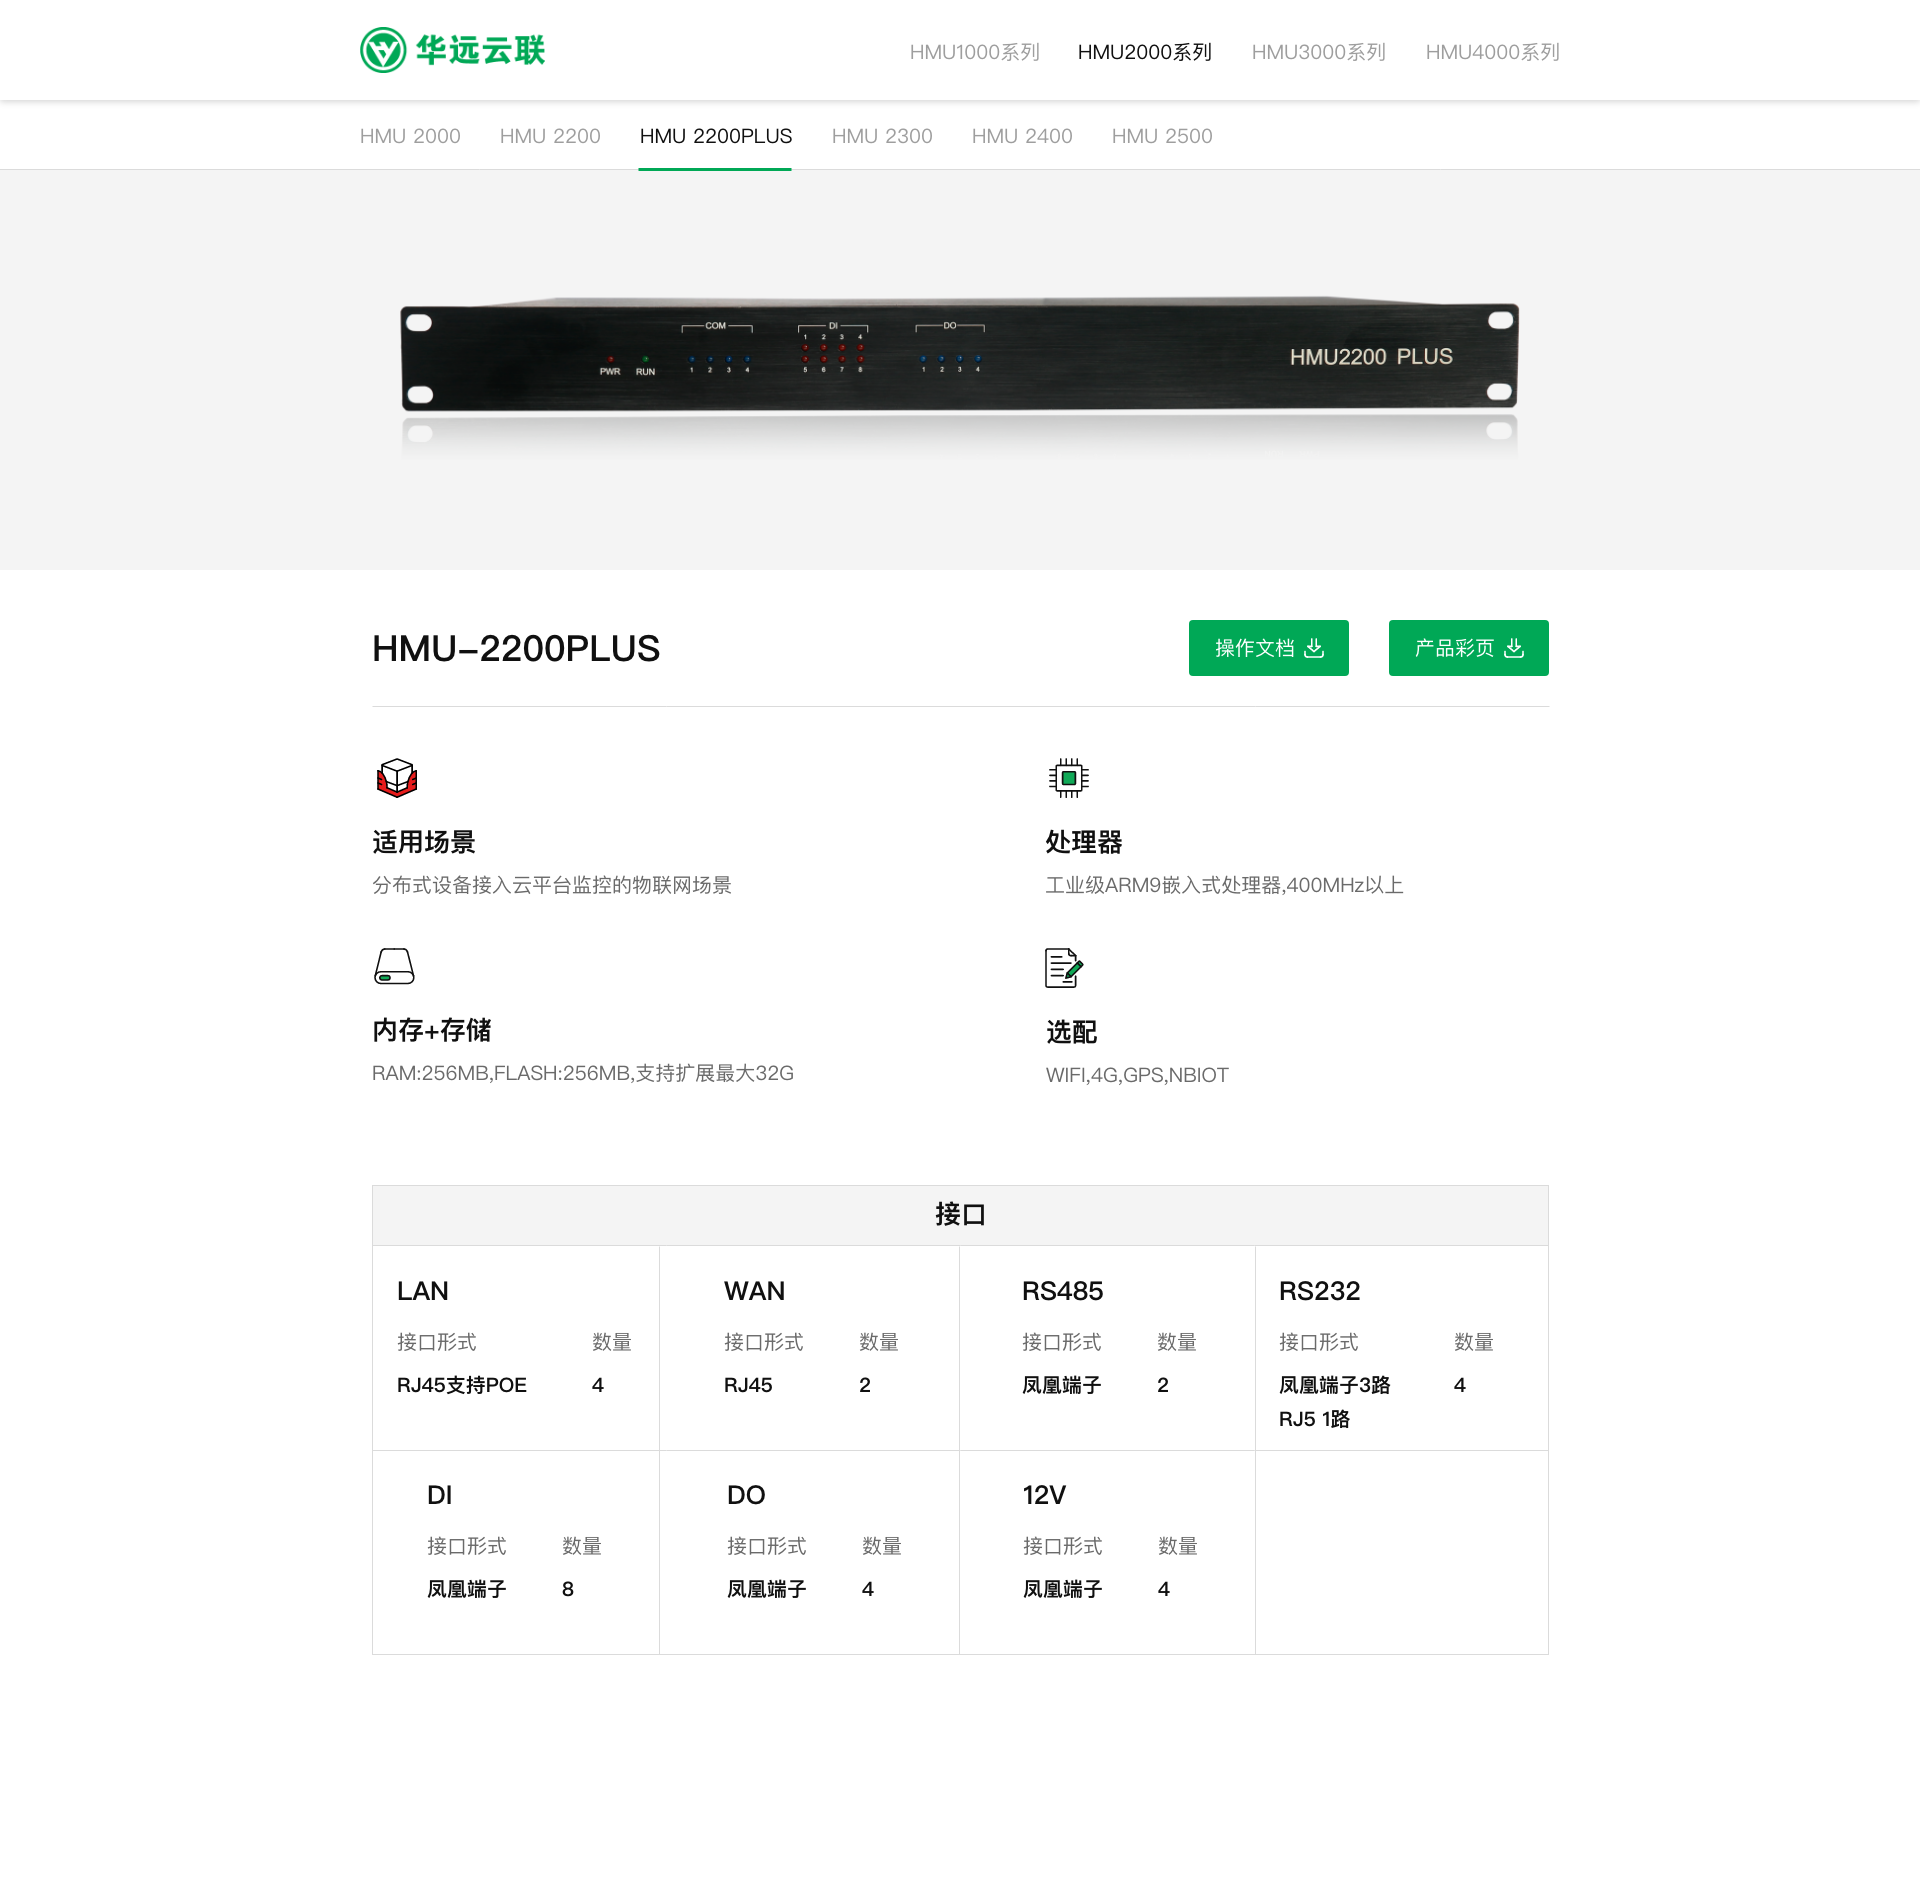 华远云联
HMU1000系列 HMU2000系列 HMU3000系列 HMU4000系列
HMU 2000 HMU 2200 HMU 2200PLUS HMU 2300 HMU 2400 HMU 2500
COM DI DO
1 2 3 4
PWR RUN 1 2 3 4 5 6 7 8 1 2 3 4
HMU2200 PLUS
HMU-2200PLUS
操作文档 产品彩页
适用场景
分布式设备接入云平台监控的物联网场景
处理器
工业级ARM9嵌入式处理器,400MHz以上
内存+存储
RAM:256MB,FLASH:256MB,支持扩展最大32G
选配
WIFI,4G,GPS,NBIOT
接口
LAN WAN RS485 RS232
接口形式 数量 接口形式 数量 接口形式 数量 接口形式 数量
RJ45支持POE 4 RJ45 2 凤凰端子 2 凤凰端子3路 4
RJ5 1路
DI DO 12V
接口形式 数量 接口形式 数量 接口形式 数量
凤凰端子 8 凤凰端子 4 凤凰端子 4